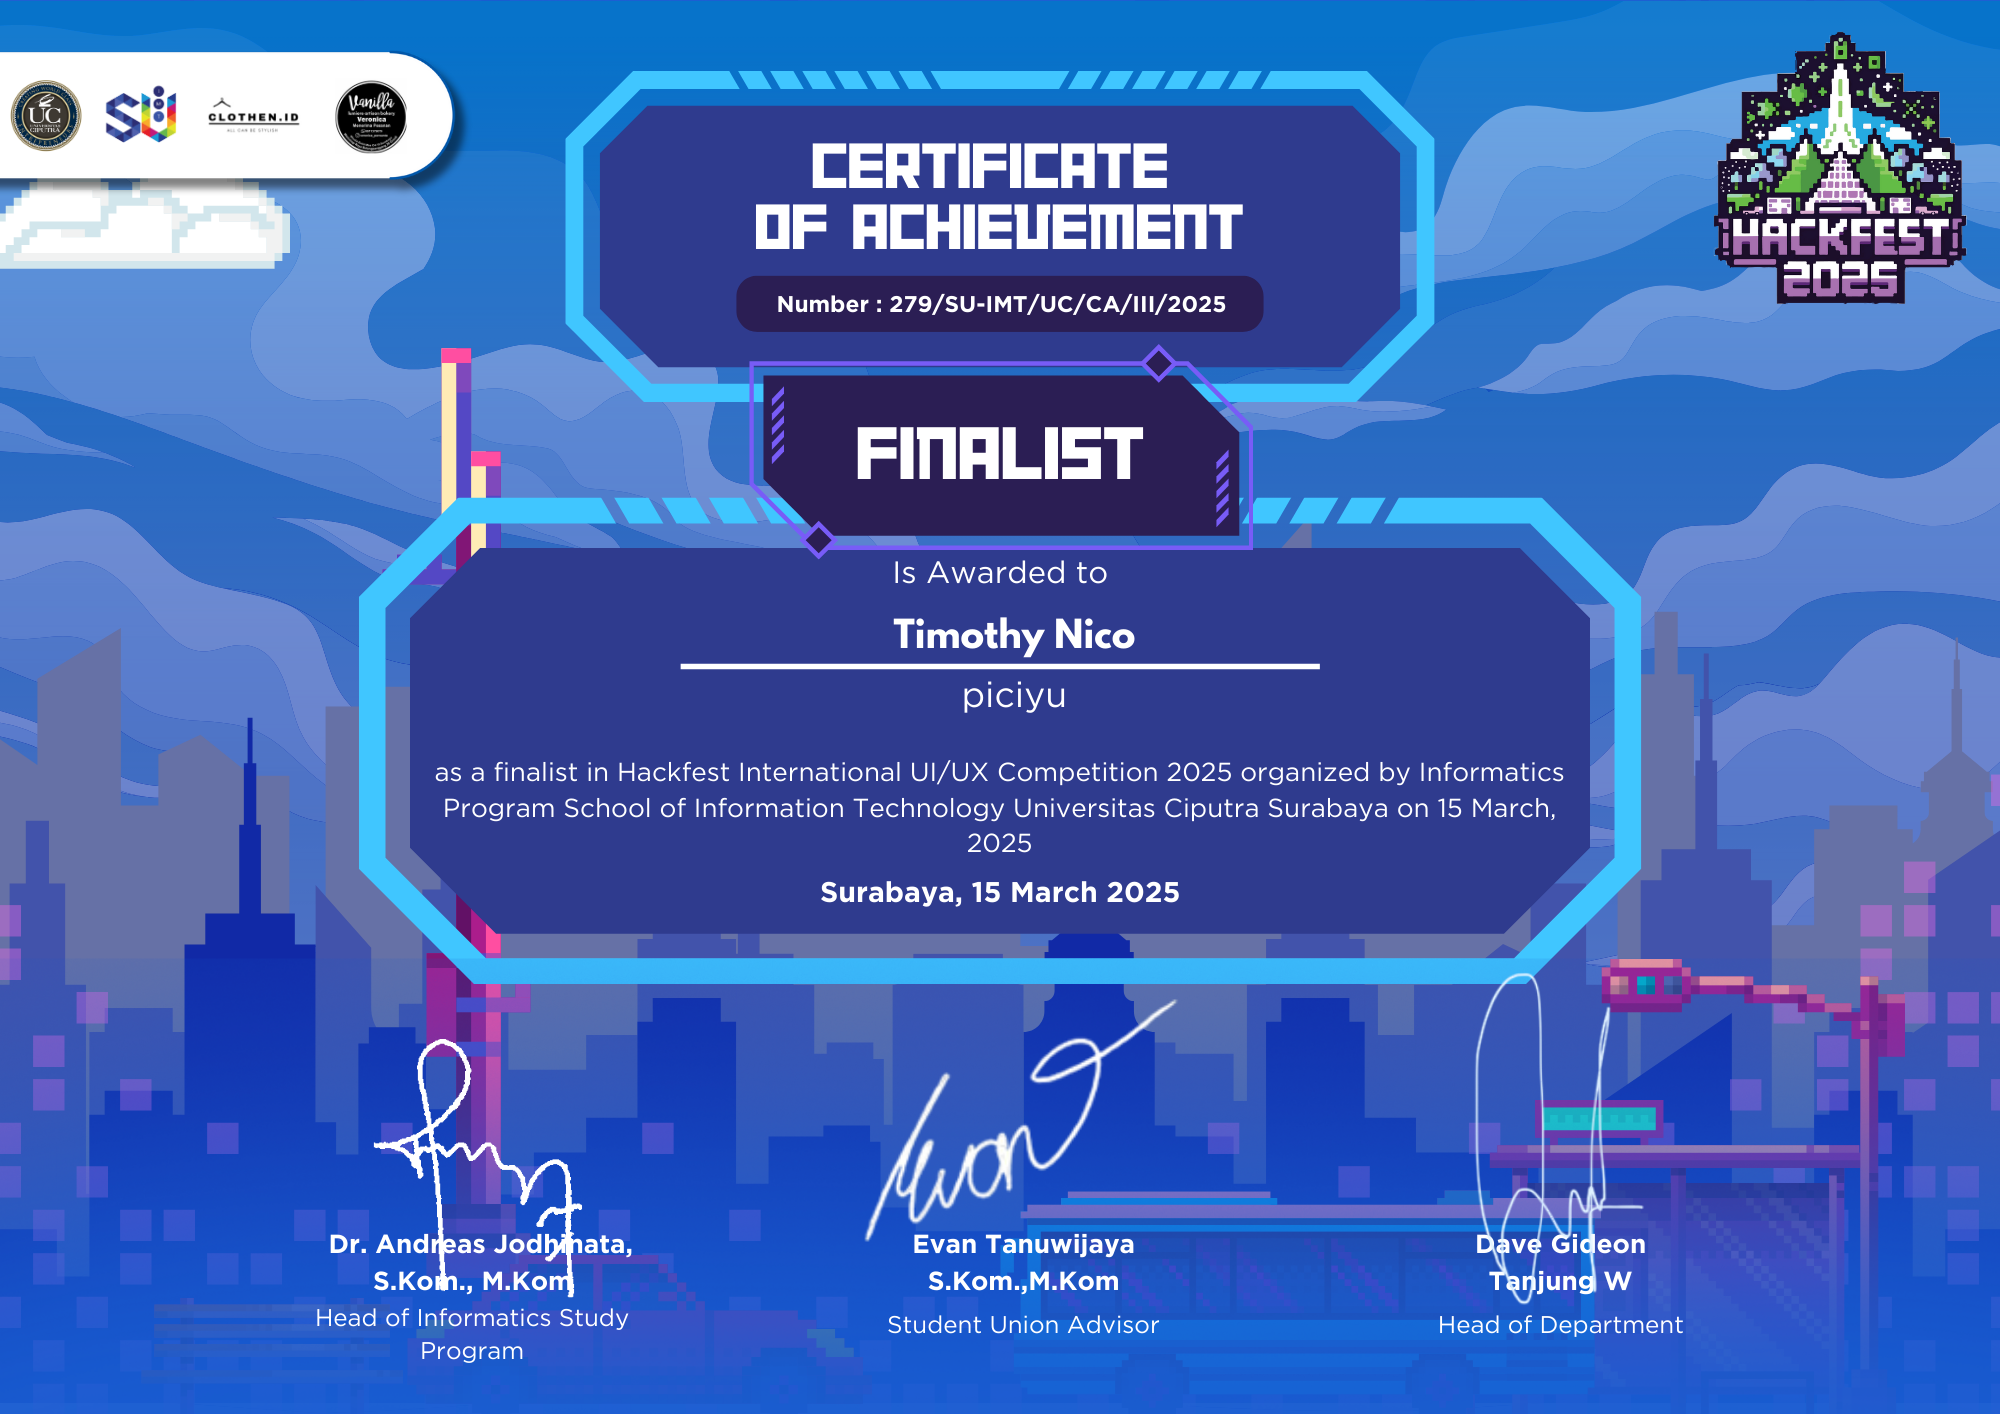 UC
UNIVERSITAS
CIPUTRA
SU
CLOTHEN.ID
ALL CAN BE STYLISH
Vanilla
Veronica
HACKFEST
2025
CERTIFICATE
OF ACHIEVEMENT
Number : 279/SU-IMT/UC/CA/III/2025
FINALIST
Is Awarded to
Timothy Nico
piciyu
as a finalist in Hackfest International UI/UX Competition 2025 organized by Informatics
Program School of Information Technology Universitas Ciputra Surabaya on 15 March,
2025
Surabaya, 15 March 2025
Dr. Andreas Jodhinata,
S.Kom., M.Kom
Head of Informatics Study
Program
Evan Tanuwijaya
S.Kom.,M.Kom
Student Union Advisor
Dave Gideon
Tanjung W
Head of Department